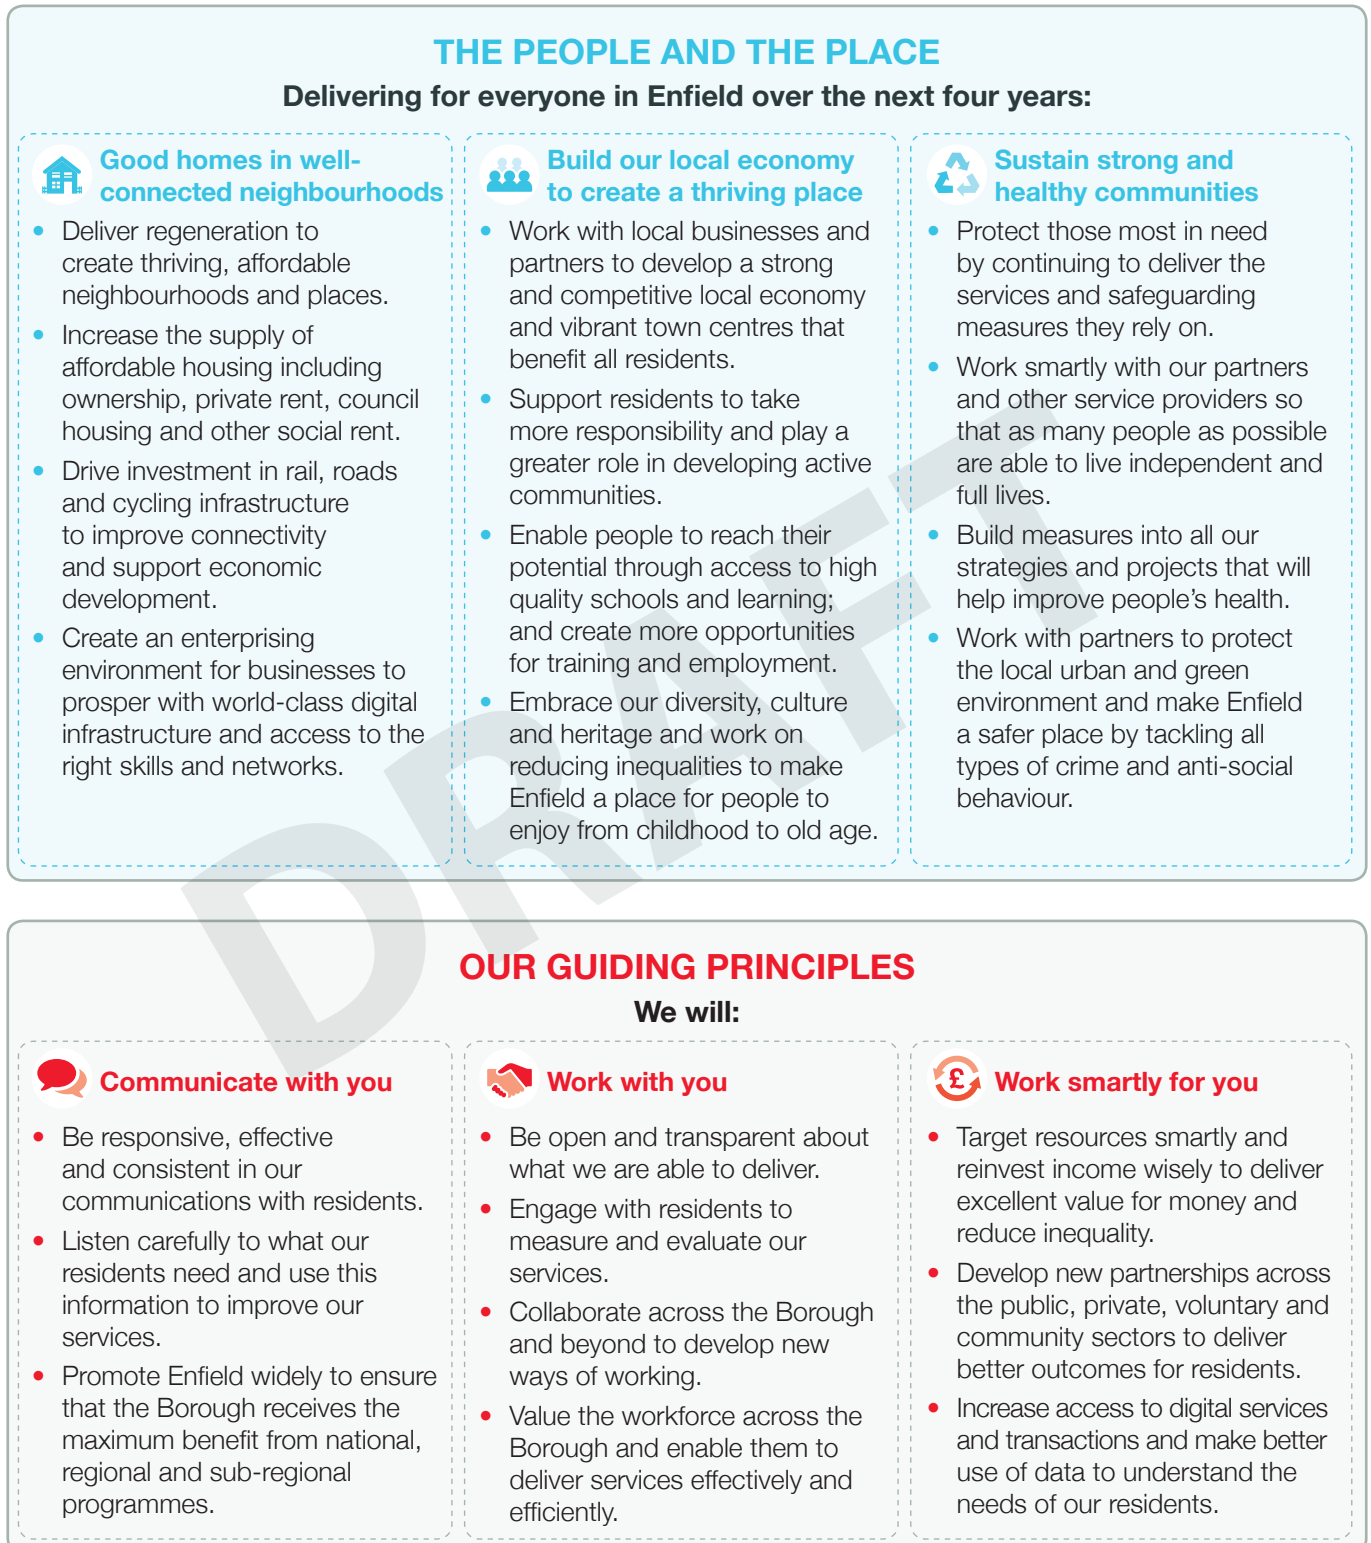 THE PEOPLE AND THE PLACE
Delivering for everyone in Enfield over the next four years:
Good homes in well-
connected neighbourhoods
• Deliver regeneration to
create thriving, affordable
neighbourhoods and places.
• Increase the supply of
affordable housing including
ownership, private rent, council
housing and other social rent.
• Drive investment in rail, roads
and cycling infrastructure
to improve connectivity
and support economic
development.
• Create an enterprising
environment for businesses to
prosper with world-class digital
infrastructure and access to the
right skills and networks.
Build our local economy
to create a thriving place
• Work with local businesses and
partners to develop a strong
and competitive local economy
and vibrant town centres that
benefit all residents.
• Support residents to take
more responsibility and play a
greater role in developing active
communities.
• Enable people to reach their
potential through access to high
quality schools and learning;
and create more opportunities
for training and employment.
• Embrace our diversity, culture
and heritage and work on
reducing inequalities to make
Enfield a place for people to
enjoy from childhood to old age.
Sustain strong and
healthy communities
• Protect those most in need
by continuing to deliver the
services and safeguarding
measures they rely on.
• Work smartly with our partners
and other service providers so
that as many people as possible
are able to live independent and
full lives.
• Build measures into all our
strategies and projects that will
help improve people’s health.
• Work with partners to protect
the local urban and green
environment and make Enfield
a safer place by tackling all
types of crime and anti-social
behaviour.
DRAFT
OUR GUIDING PRINCIPLES
We will:
Communicate with you
• Be responsive, effective
and consistent in our
communications with residents.
• Listen carefully to what our
residents need and use this
information to improve our
services.
• Promote Enfield widely to ensure
that the Borough receives the
maximum benefit from national,
regional and sub-regional
programmes.
Work with you
• Be open and transparent about
what we are able to deliver.
• Engage with residents to
measure and evaluate our
services.
• Collaborate across the Borough
and beyond to develop new
ways of working.
• Value the workforce across the
Borough and enable them to
deliver services effectively and
efficiently.
£
Work smartly for you
• Target resources smartly and
reinvest income wisely to deliver
excellent value for money and
reduce inequality.
• Develop new partnerships across
the public, private, voluntary and
community sectors to deliver
better outcomes for residents.
• Increase access to digital services
and transactions and make better
use of data to understand the
needs of our residents.